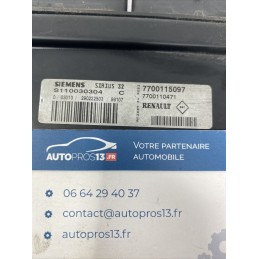 SIEMENS SIRIUS 32
S110030304 C
7700115097
7700110471
RENAULT
AUTOPROS13.FR
VOTRE PARTENAIRE
AUTOMOBILE
06 64 29 40 37
contact@autopros13.fr
autopros13.fr